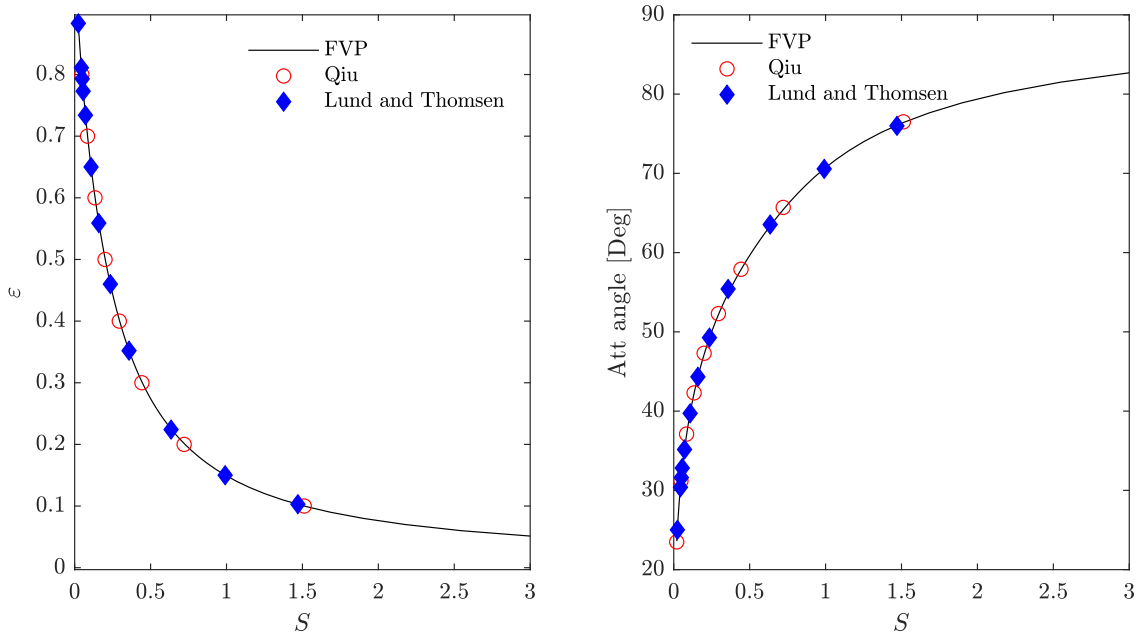 FVP
Qiu
Lund and Thomsen
0.8
0.7
0.6
0.5
0.4
0.3
0.2
0.1
0
ε
0 0.5 1 1.5 2 2.5 3
S
FVP
Qiu
Lund and Thomsen
90
80
70
60
50
40
30
20
Att angle [Deg]
0 0.5 1 1.5 2 2.5 3
S